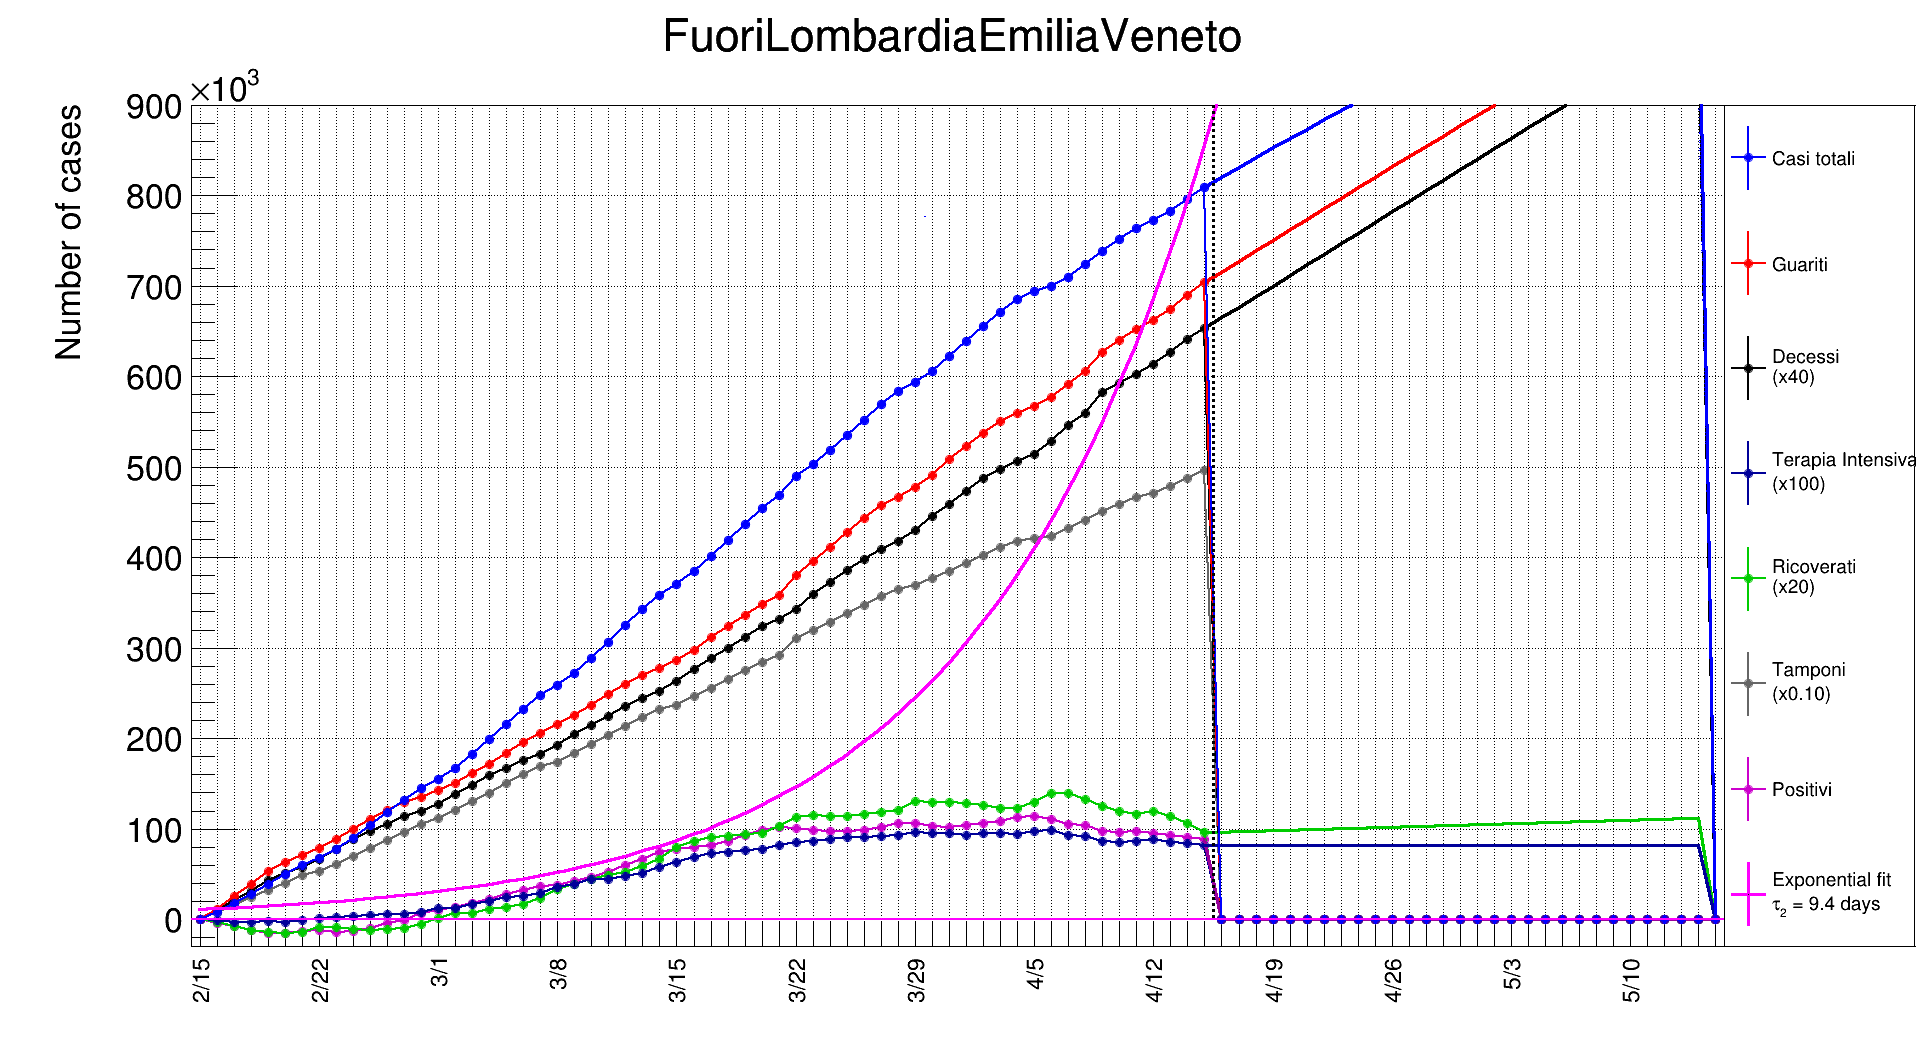 FuoriLombardiaEmiliaVeneto
×10³
Number of cases
900
800
700
600
500
400
300
200
100
0
2/15
2/22
3/1
3/8
3/15
3/22
3/29
4/5
4/12
4/19
4/26
5/3
5/10
Casi totali
Guariti
Decessi
(x40)
Terapia Intensiva
(x100)
Ricoverati
(x20)
Tamponi
(x0.10)
Positivi
Exponential fit
τ₂ = 9.4 days